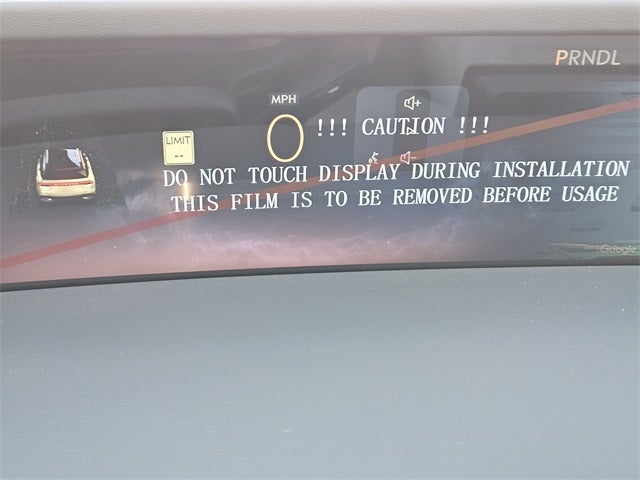 PRNDL
MPH
LIMIT
--
0
!!! CAUTION !!!
DO NOT TOUCH DISPLAY DURING INSTALLATION
THIS FILM IS TO BE REMOVED BEFORE USAGE
Google